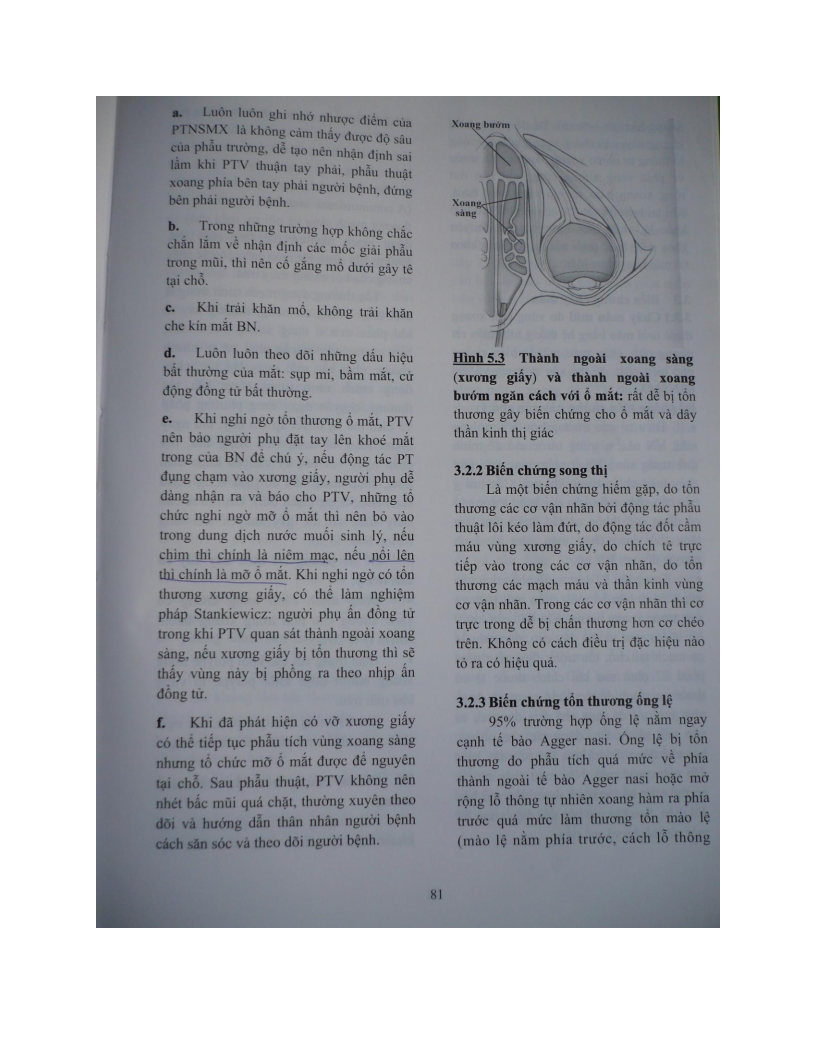 a. Luôn luôn ghi nhớ nhược điểm của
PTNSMX là không cảm thấy được độ sâu
của phẫu trường, dễ tạo nên nhận định sai
lầm khi PTV thuận tay phải, phẫu thuật
xoang phía bên tay phải người bệnh, đứng
bên phải người bệnh.
b. Trong những trường hợp không chắc
chắn lắm về nhận định các mốc giải phẫu
trong mũi, thì nên cố gắng mổ dưới gây tê
tại chỗ.
c. Khi trải khăn mổ, không trải khăn
che kín mắt BN.
d. Luôn luôn theo dõi những dấu hiệu
bất thường của mắt: sụp mi, bầm mắt, cử
động đồng tử bất thường.
e. Khi nghi ngờ tổn thương ổ mắt, PTV
nên bảo người phụ đặt tay lên khoé mắt
trong của BN để chú ý, nếu động tác PT
đụng chạm vào xương giấy, người phụ dễ
dàng nhận ra và báo cho PTV, những tổ
chức nghi ngờ mỡ ổ mắt thì nên bỏ vào
trong dung dịch nước muối sinh lý, nếu
chìm thì chính là niêm mạc, nếu nổi lên
thì chính là mỡ ổ mắt. Khi nghi ngờ có tổn
thương xương giấy, có thể làm nghiệm
pháp Stankiewicz: người phụ ấn đồng tử
trong khi PTV quan sát thành ngoài xoang
sàng, nếu xương giấy bị tổn thương thì sẽ
thấy vùng này bị phồng ra theo nhịp ấn
đồng tử.
f. Khi đã phát hiện có vỡ xương giấy
có thể tiếp tục phẫu tích vùng xoang sàng
nhưng tổ chức mỡ ổ mắt được để nguyên
tại chỗ. Sau phẫu thuật, PTV không nên
nhét bấc mũi quá chặt, thường xuyên theo
dõi và hướng dẫn thân nhân người bệnh
cách săn sóc và theo dõi người bệnh.
Xoang bướm
Xoang
sàng
Hình 5.3 Thành ngoài xoang sàng
(xương giấy) và thành ngoài xoang
bướm ngăn cách với ổ mắt: rất dễ bị tổn
thương gây biến chứng cho ổ mắt và dây
thần kinh thị giác
3.2.2 Biến chứng song thị
Là một biến chứng hiếm gặp, do tổn
thương các cơ vận nhãn bởi động tác phẫu
thuật lôi kéo làm đứt, do động tác đốt cầm
máu vùng xương giấy, do chích tê trực
tiếp vào trong các cơ vận nhãn, do tổn
thương các mạch máu và thần kinh vùng
cơ vận nhãn. Trong các cơ vận nhãn thì cơ
trực trong dễ bị chấn thương hơn cơ chéo
trên. Không có cách điều trị đặc hiệu nào
tỏ ra có hiệu quả.
3.2.3 Biến chứng tổn thương ống lệ
95% trường hợp ống lệ nằm ngay
cạnh tế bào Agger nasi. Ống lệ bị tổn
thương do phẫu tích quá mức về phía
thành ngoài tế bào Agger nasi hoặc mở
rộng lỗ thông tự nhiên xoang hàm ra phía
trước quá mức làm thương tổn mào lệ
(mào lệ nằm phía trước, cách lỗ thông
81